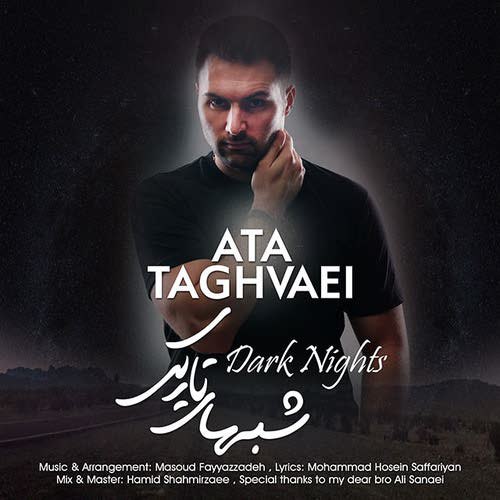 ATA
TAGHVAEI
Dark Nights
شبهای تاریکی
Music & Arrangement: Masoud Fayyazzadeh , Lyrics: Mohammad Hosein Saffariyan
Mix & Master: Hamid Shahmirzaee , Special thanks to my dear bro Ali Sanaei